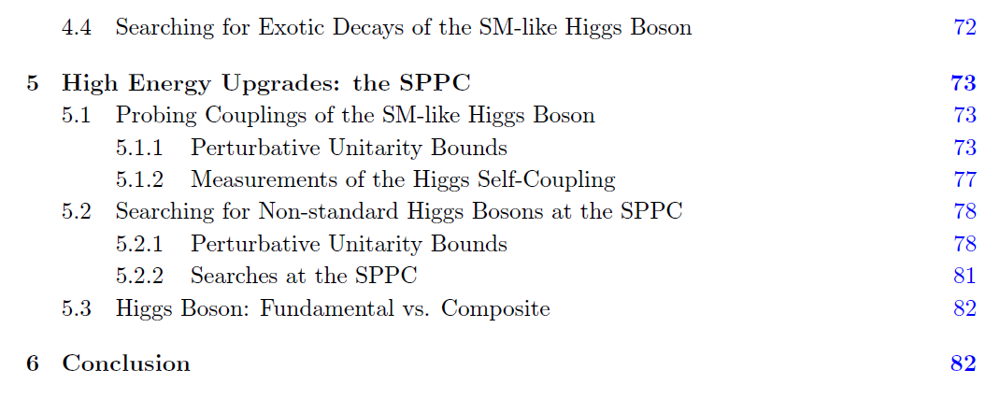 4.4 Searching for Exotic Decays of the SM-like Higgs Boson 72
5 High Energy Upgrades: the SPPC 73
5.1 Probing Couplings of the SM-like Higgs Boson 73
5.1.1 Perturbative Unitarity Bounds 73
5.1.2 Measurements of the Higgs Self-Coupling 77
5.2 Searching for Non-standard Higgs Bosons at the SPPC 78
5.2.1 Perturbative Unitarity Bounds 78
5.2.2 Searches at the SPPC 81
5.3 Higgs Boson: Fundamental vs. Composite 82
6 Conclusion 82